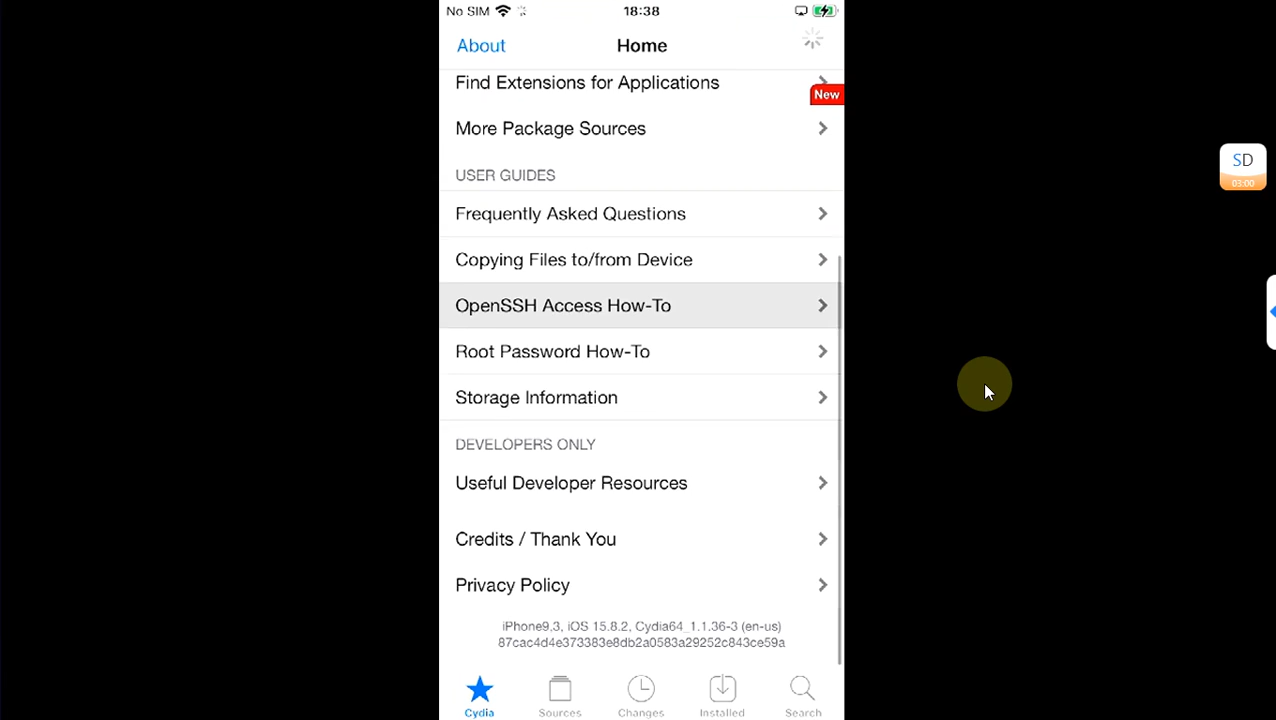 No SIM 18:38
About Home
Find Extensions for Applications
New
More Package Sources
USER GUIDES
Frequently Asked Questions
Copying Files to/from Device
OpenSSH Access How-To
Root Password How-To
Storage Information
DEVELOPERS ONLY
Useful Developer Resources
Credits / Thank You
Privacy Policy
iPhone9,3, iOS 15.8.2, Cydia64_1.1.36-3 (en-us)
87cac4d4e373383e8db2a0583a29252c843ce59a
Cydia Sources Changes Installed Search
SD
03:00